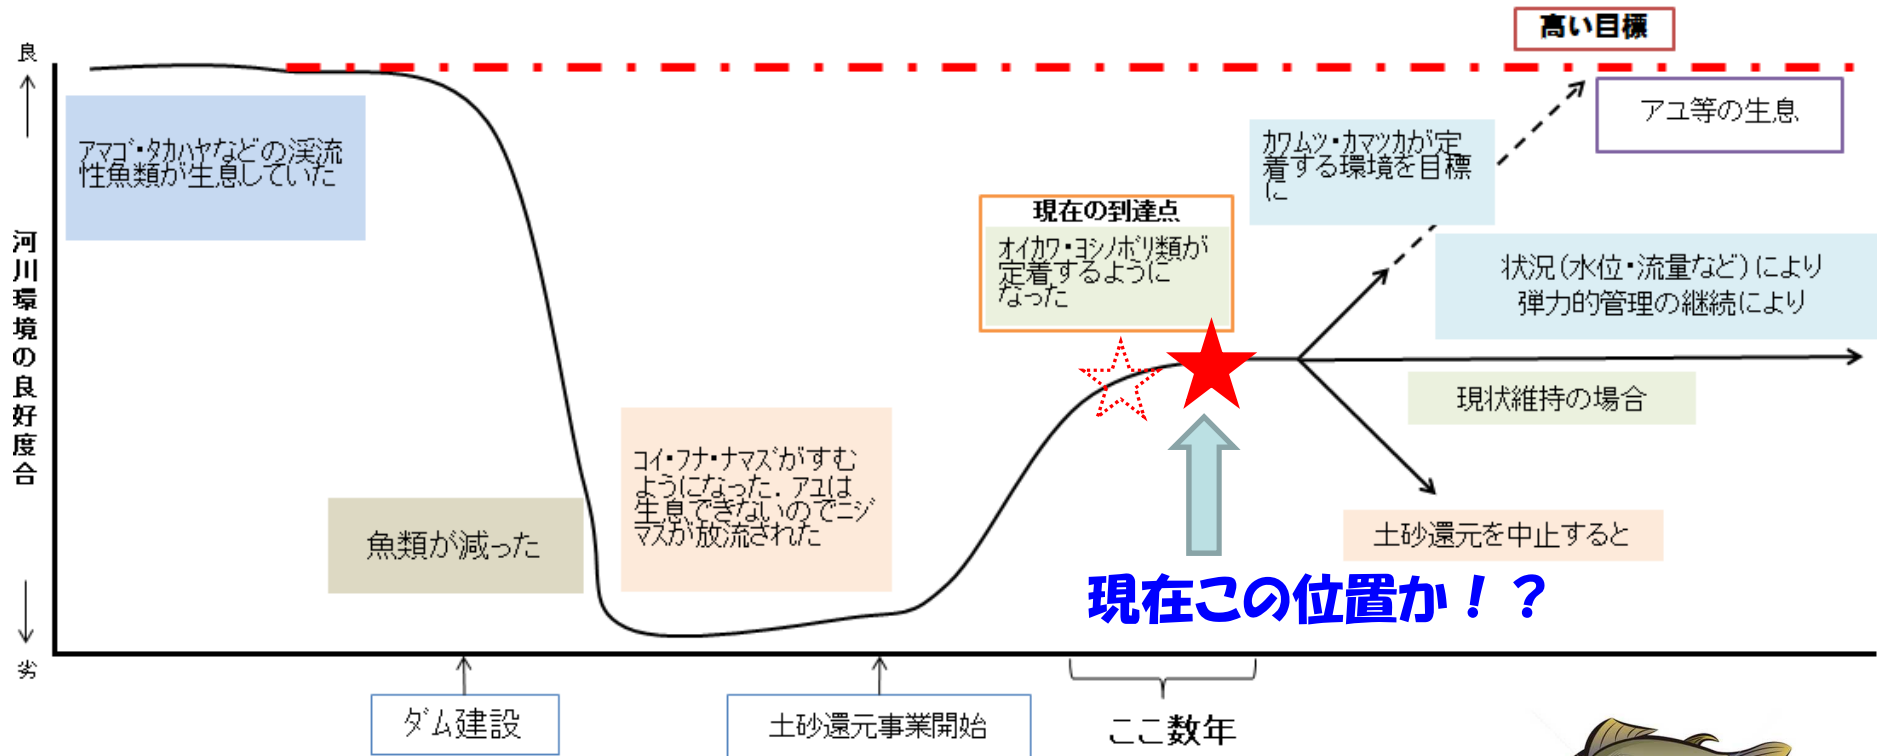 高い目標
良
アユ等の生息
アマゴ・タカハヤなどの渓流
性魚類が生息していた
カワムツ・カマツカが定
着する環境を目標
に
現在の到達点
オイカワ・ヨシノボリ類が
定着するように
なった
状況(水位・流量など)により
弾力的管理の継続により
河川環境の良好度合
現状維持の場合
コイ・フナ・ナマズがすむ
ようになった．アユは
生息できないのでニジ
マスが放流された
魚類が減った
土砂還元を中止すると
現在この位置か！？
劣
ダム建設
土砂還元事業開始
ここ数年